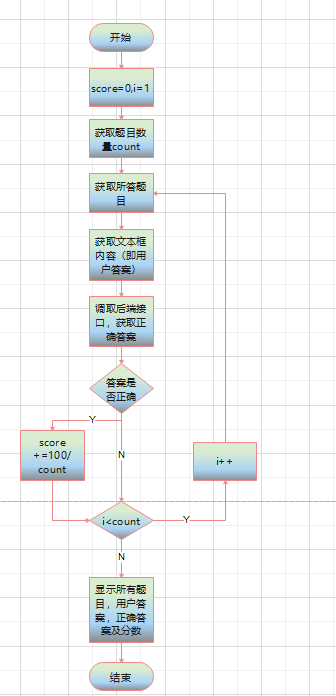 开始
score=0,i=1
获取题目数
量count
获取所答题
目
获取文本框
内容（即用
户答案）
调取后端接
口，获取正
确答案
答案是
否正确
Y
score
+=100/
count
N
i++
i<count
Y
N
显示所有题
目，用户答
案，正确答
案及分数
结束